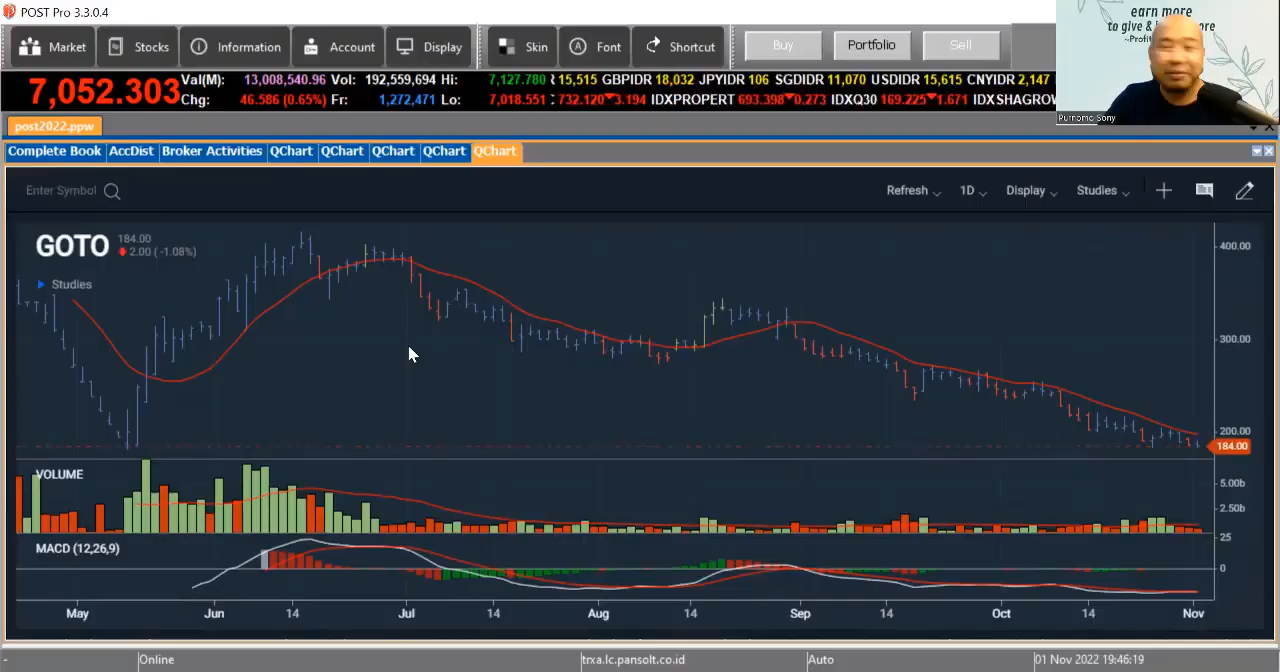 POST Pro 3.3.0.4
earn more
to give &
Market Stocks Information Account Display Skin Font Shortcut Buy Portfolio Sell
7,052.303
Val(M): 13,008,540.96 Vol: 192,559,694 Hi: 7,127.780 15,515 GBPIDR 18,032 JPYIDR 106 SGDIDR 11,070 USDIDR 15,615 CNYIDR 2,147
Chg: 46.586 (0.65%) Fr: 1,272,471 Lo: 7,018.551 : 732.120 3.194 IDXPROPERT 693.398 0.273 IDXQ30 169.225 1.671 IDXSHAGROW
Purnomo Sony
post2022.ppw
Complete Book AccDist Broker Activities QChart QChart QChart QChart QChart
Enter Symbol Refresh 1D Display Studies
GOTO 184.00
2.00 ( -1.08%)
Studies
400.00
300.00
200.00
184.00
VOLUME
5.00b
2.50b
25
MACD (12,26,9)
0
May Jun 14 Jul 14 Aug 14 Sep 14 Oct 14 Nov
- Online trxa.lc.pansolt.co.id Auto 01 Nov 2022 19:46:19